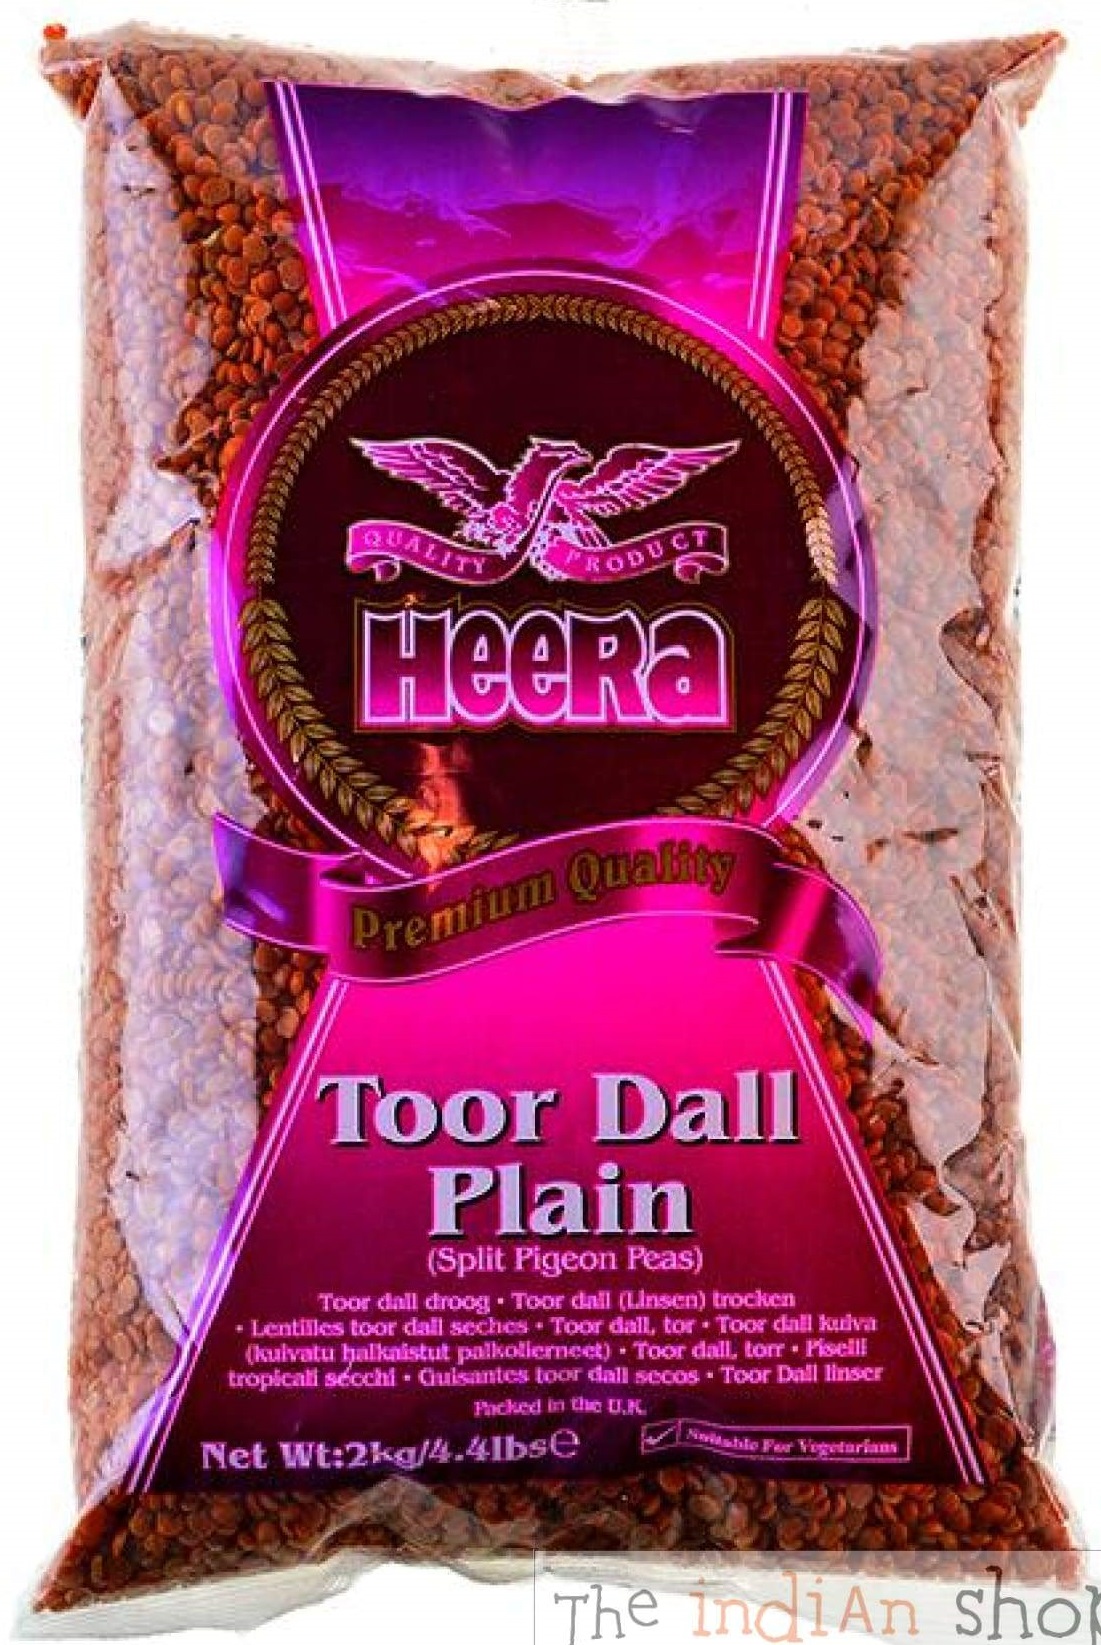 QUALITY PRODUCT
HeeRa
Premium Quality
Toor Dall
Plain
(Split Pigeon Peas)
Toor dall droog • Toor dall (Linsen) trocken
• Lentilles toor dall seches • Toor dall, tor • Toor dall kuiva
(kuivatu halkaistut palkoherneet) • Toor dall, torr • Piselli
tropicali secchi • Guisantes toor dall secos • Toor Dall linser
Packed in the U.K.
Net Wt:2kg/4.4lbs℮
Suitable For Vegetarians
The indiAn shop